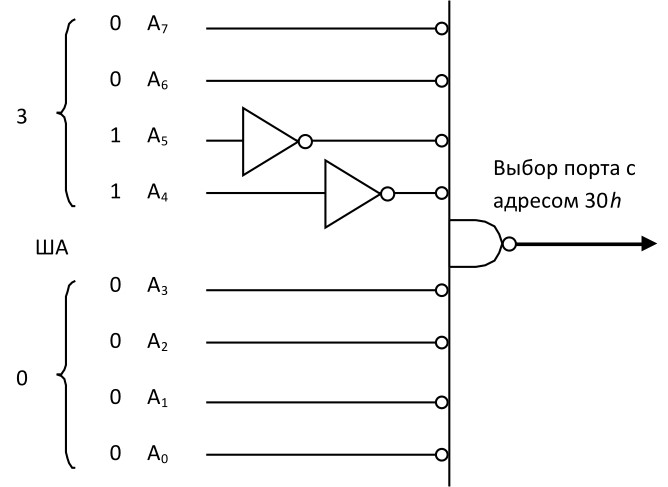 0 A₇
0 A₆
3
1 A₅
1 A₄
Выбор порта с
адресом 30h
ША
0 A₃
0 A₂
0
0 A₁
0 A₀